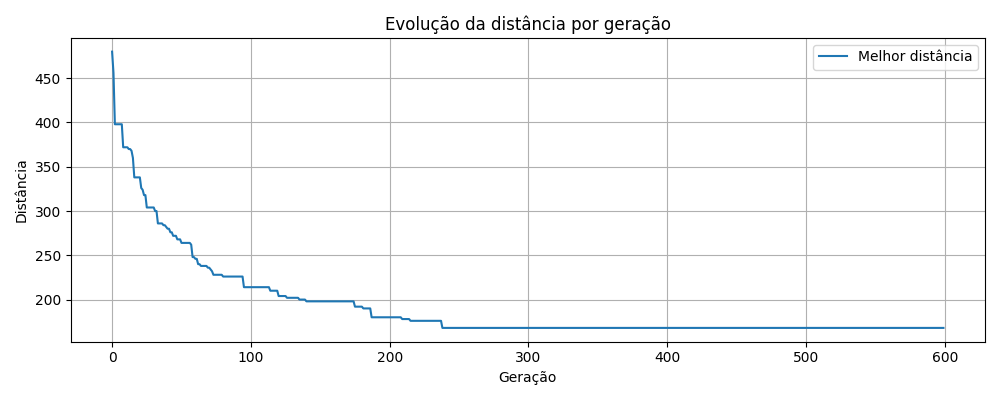 Evolução da distância por geração
Melhor distância
450
400
350
300
250
200
Distância
0 100 200 300 400 500 600
Geração